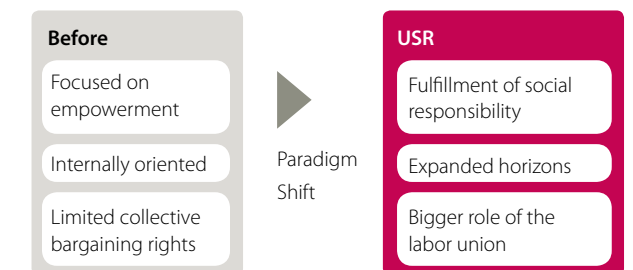 Before
Focused on
empowerment
Internally oriented
Limited collective
bargaining rights
Paradigm
Shift
USR
Fulfillment of social
responsibility
Expanded horizons
Bigger role of the
labor union